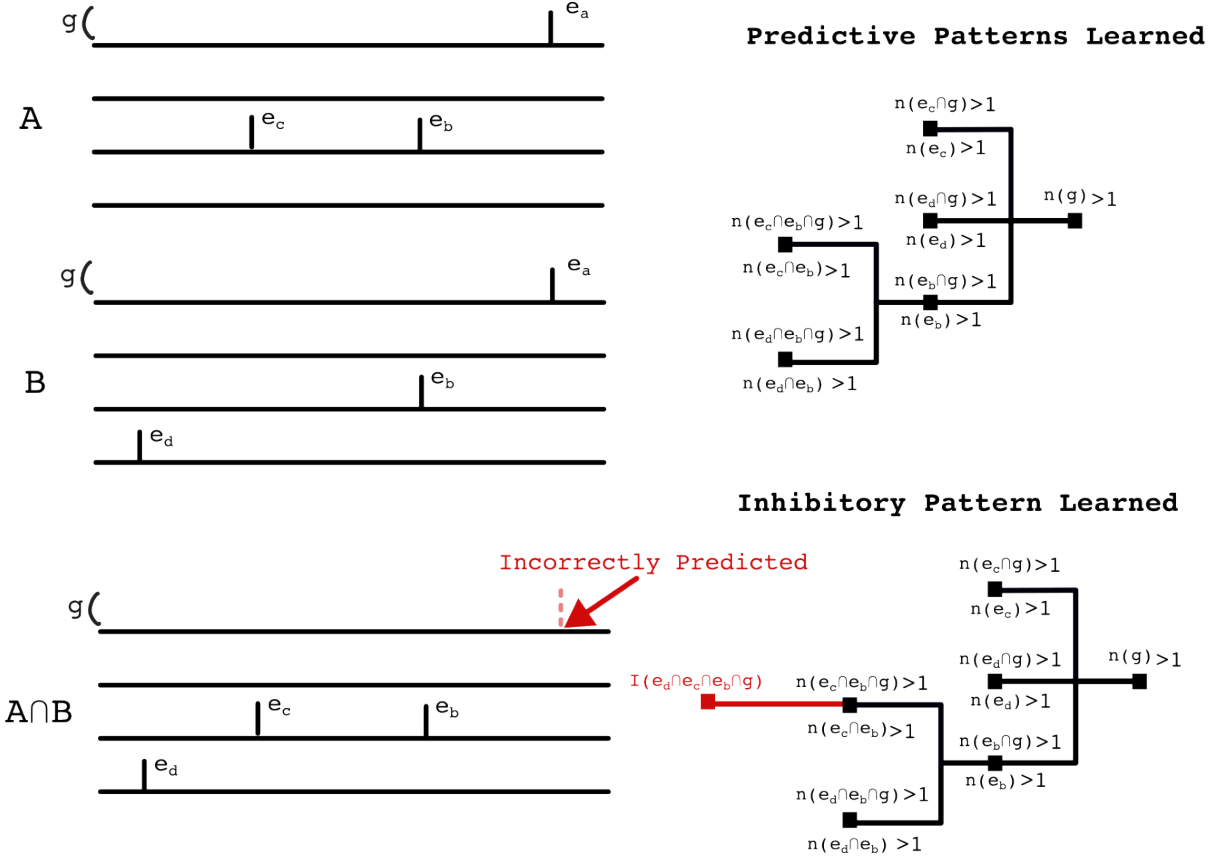 g(
e_a
Predictive Patterns Learned
A
e_c
e_b
n(e_c∩g)>1
n(e_c)>1
n(e_d∩g)>1
n(g)>1
n(e_d)>1
n(e_c∩e_b∩g)>1
n(e_c∩e_b)>1
n(e_b∩g)>1
n(e_b)>1
n(e_d∩e_b∩g)>1
n(e_d∩e_b) >1
g(
e_a
B
e_b
e_d
Inhibitory Pattern Learned
Incorrectly Predicted
g(
A∩B
e_c
e_b
e_d
n(e_c∩g)>1
n(e_c)>1
n(e_d∩g)>1
n(g)>1
n(e_d)>1
I(e_d∩e_c∩e_b∩g)
n(e_c∩e_b∩g)>1
n(e_c∩e_b)>1
n(e_b∩g)>1
n(e_b)>1
n(e_d∩e_b∩g)>1
n(e_d∩e_b) >1